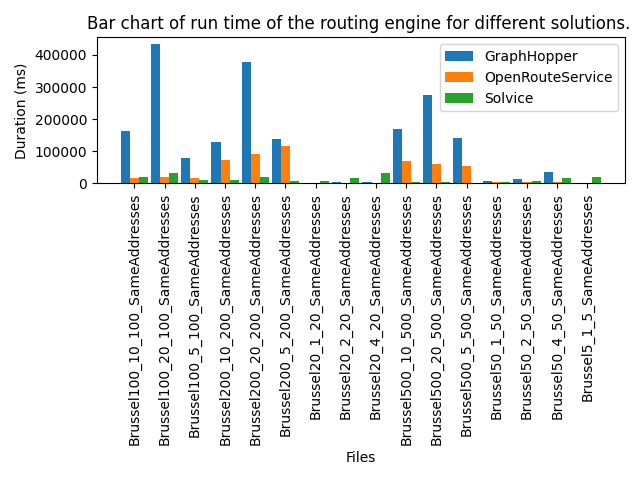 Bar chart of run time of the routing engine for different solutions.
GraphHopper
OpenRouteService
Solvice
Duration (ms)
400000
300000
200000
100000
0
Brussel100_10_100_SameAddresses
Brussel100_20_100_SameAddresses
Brussel100_5_100_SameAddresses
Brussel200_10_200_SameAddresses
Brussel200_20_200_SameAddresses
Brussel200_5_200_SameAddresses
Brussel20_1_20_SameAddresses
Brussel20_2_20_SameAddresses
Brussel20_4_20_SameAddresses
Brussel500_10_500_SameAddresses
Brussel500_20_500_SameAddresses
Brussel500_5_500_SameAddresses
Brussel50_1_50_SameAddresses
Brussel50_2_50_SameAddresses
Brussel50_4_50_SameAddresses
Brussel5_1_5_SameAddresses
Files